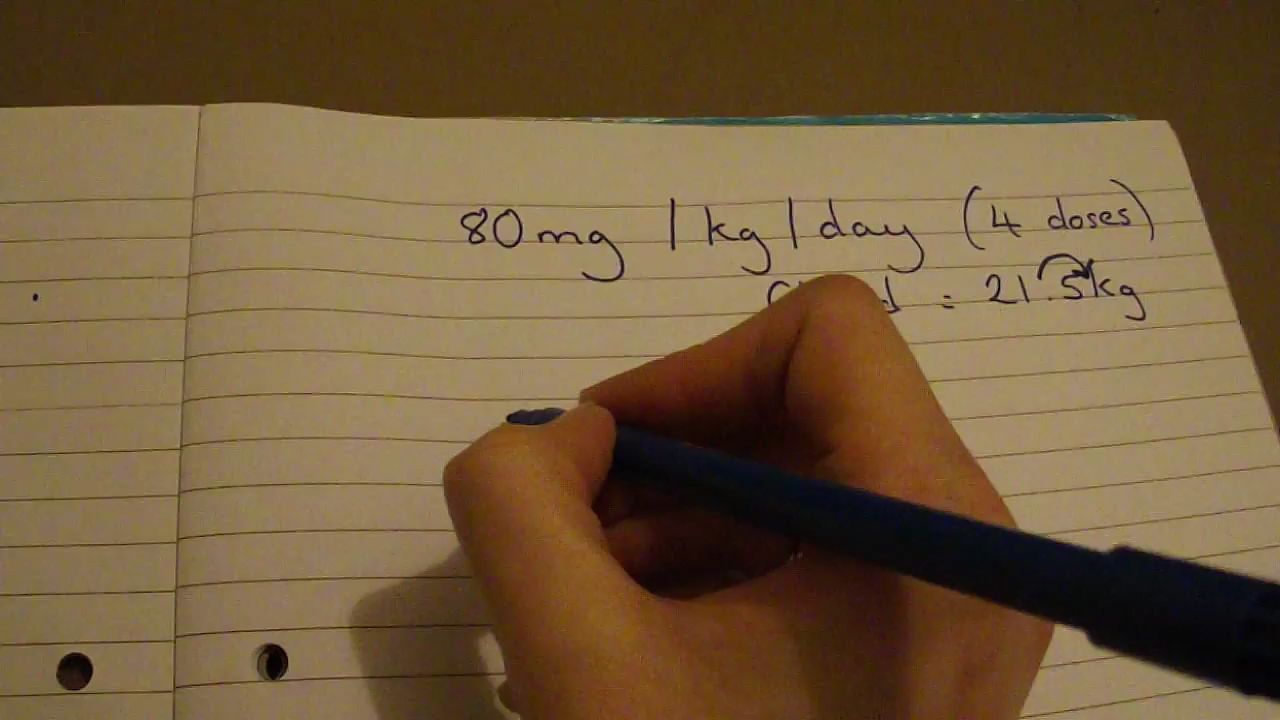 80mg /kg/day (4 doses)
= 21.5kg